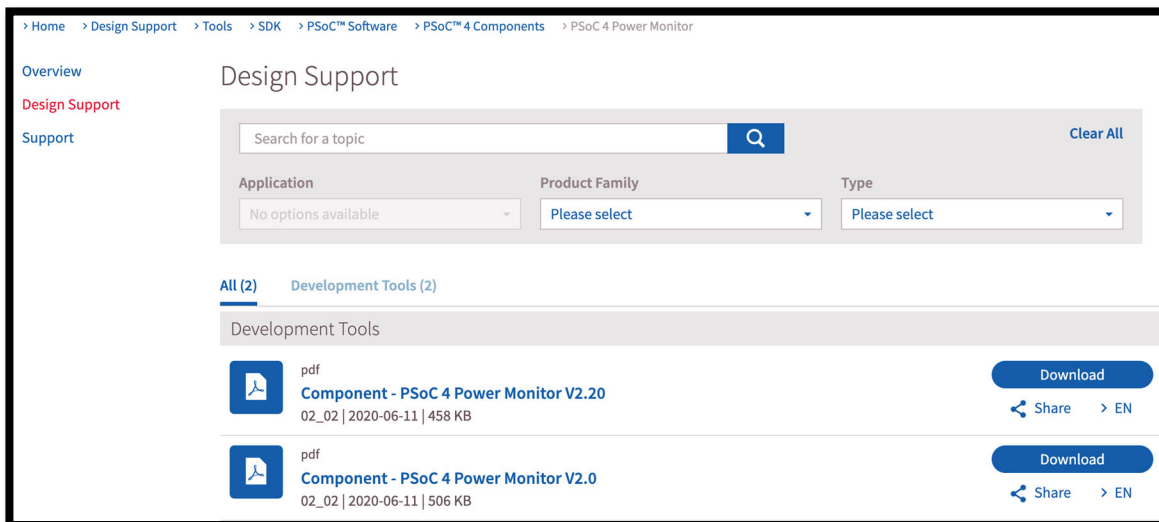 > Home > Design Support > Tools > SDK > PSoC™ Software > PSoC™ 4 Components > PSoC 4 Power Monitor
Overview
Design Support
Support
Design Support
Search for a topic
Clear All
Application
Product Family
Type
No options available
Please select
Please select
All (2) Development Tools (2)
Development Tools
pdf
Component - PSoC 4 Power Monitor V2.20
02_02 | 2020-06-11 | 458 KB
Download
Share > EN
pdf
Component - PSoC 4 Power Monitor V2.0
02_02 | 2020-06-11 | 506 KB
Download
Share > EN